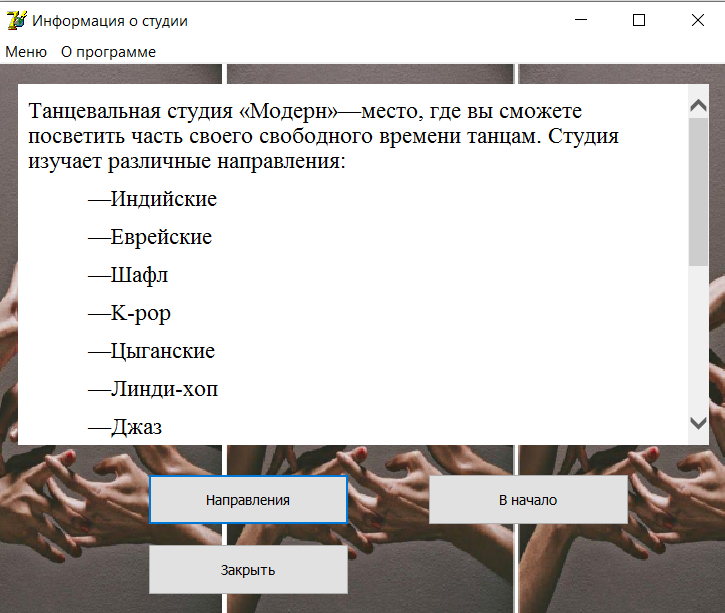 Информация о студии
Меню О программе
Танцевальная студия «Модерн»—место, где вы сможете
посветить часть своего свободного времени танцам. Студия
изучает различные направления:
—Индийские
—Еврейские
—Шафл
—K-pop
—Цыганские
—Линди-хоп
—Джаз
Направления В начало
Закрыть